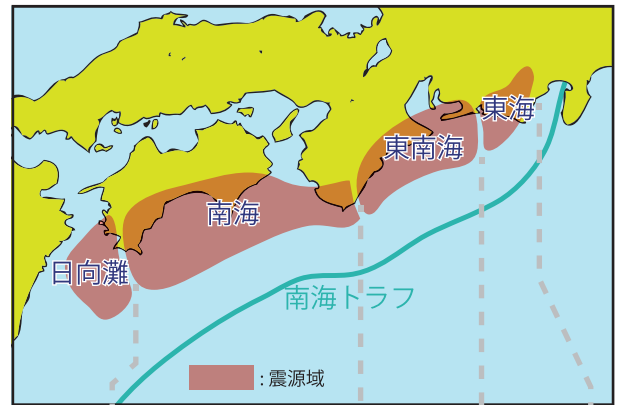 東海
東南海
南海
日向灘
南海トラフ
：震源域